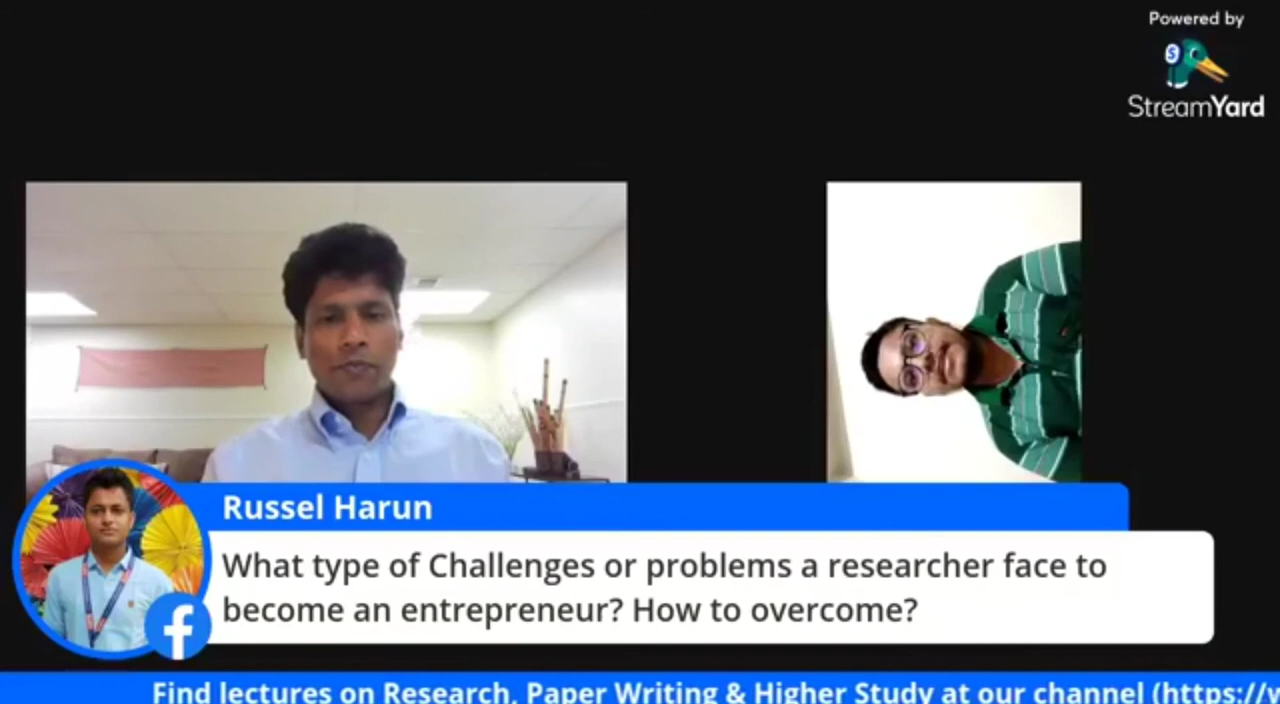 Powered by
StreamYard
Russel Harun
What type of Challenges or problems a researcher face to
become an entrepreneur? How to overcome?
Find lectures on Research, Paper Writing & Higher Study at our channel (https://w